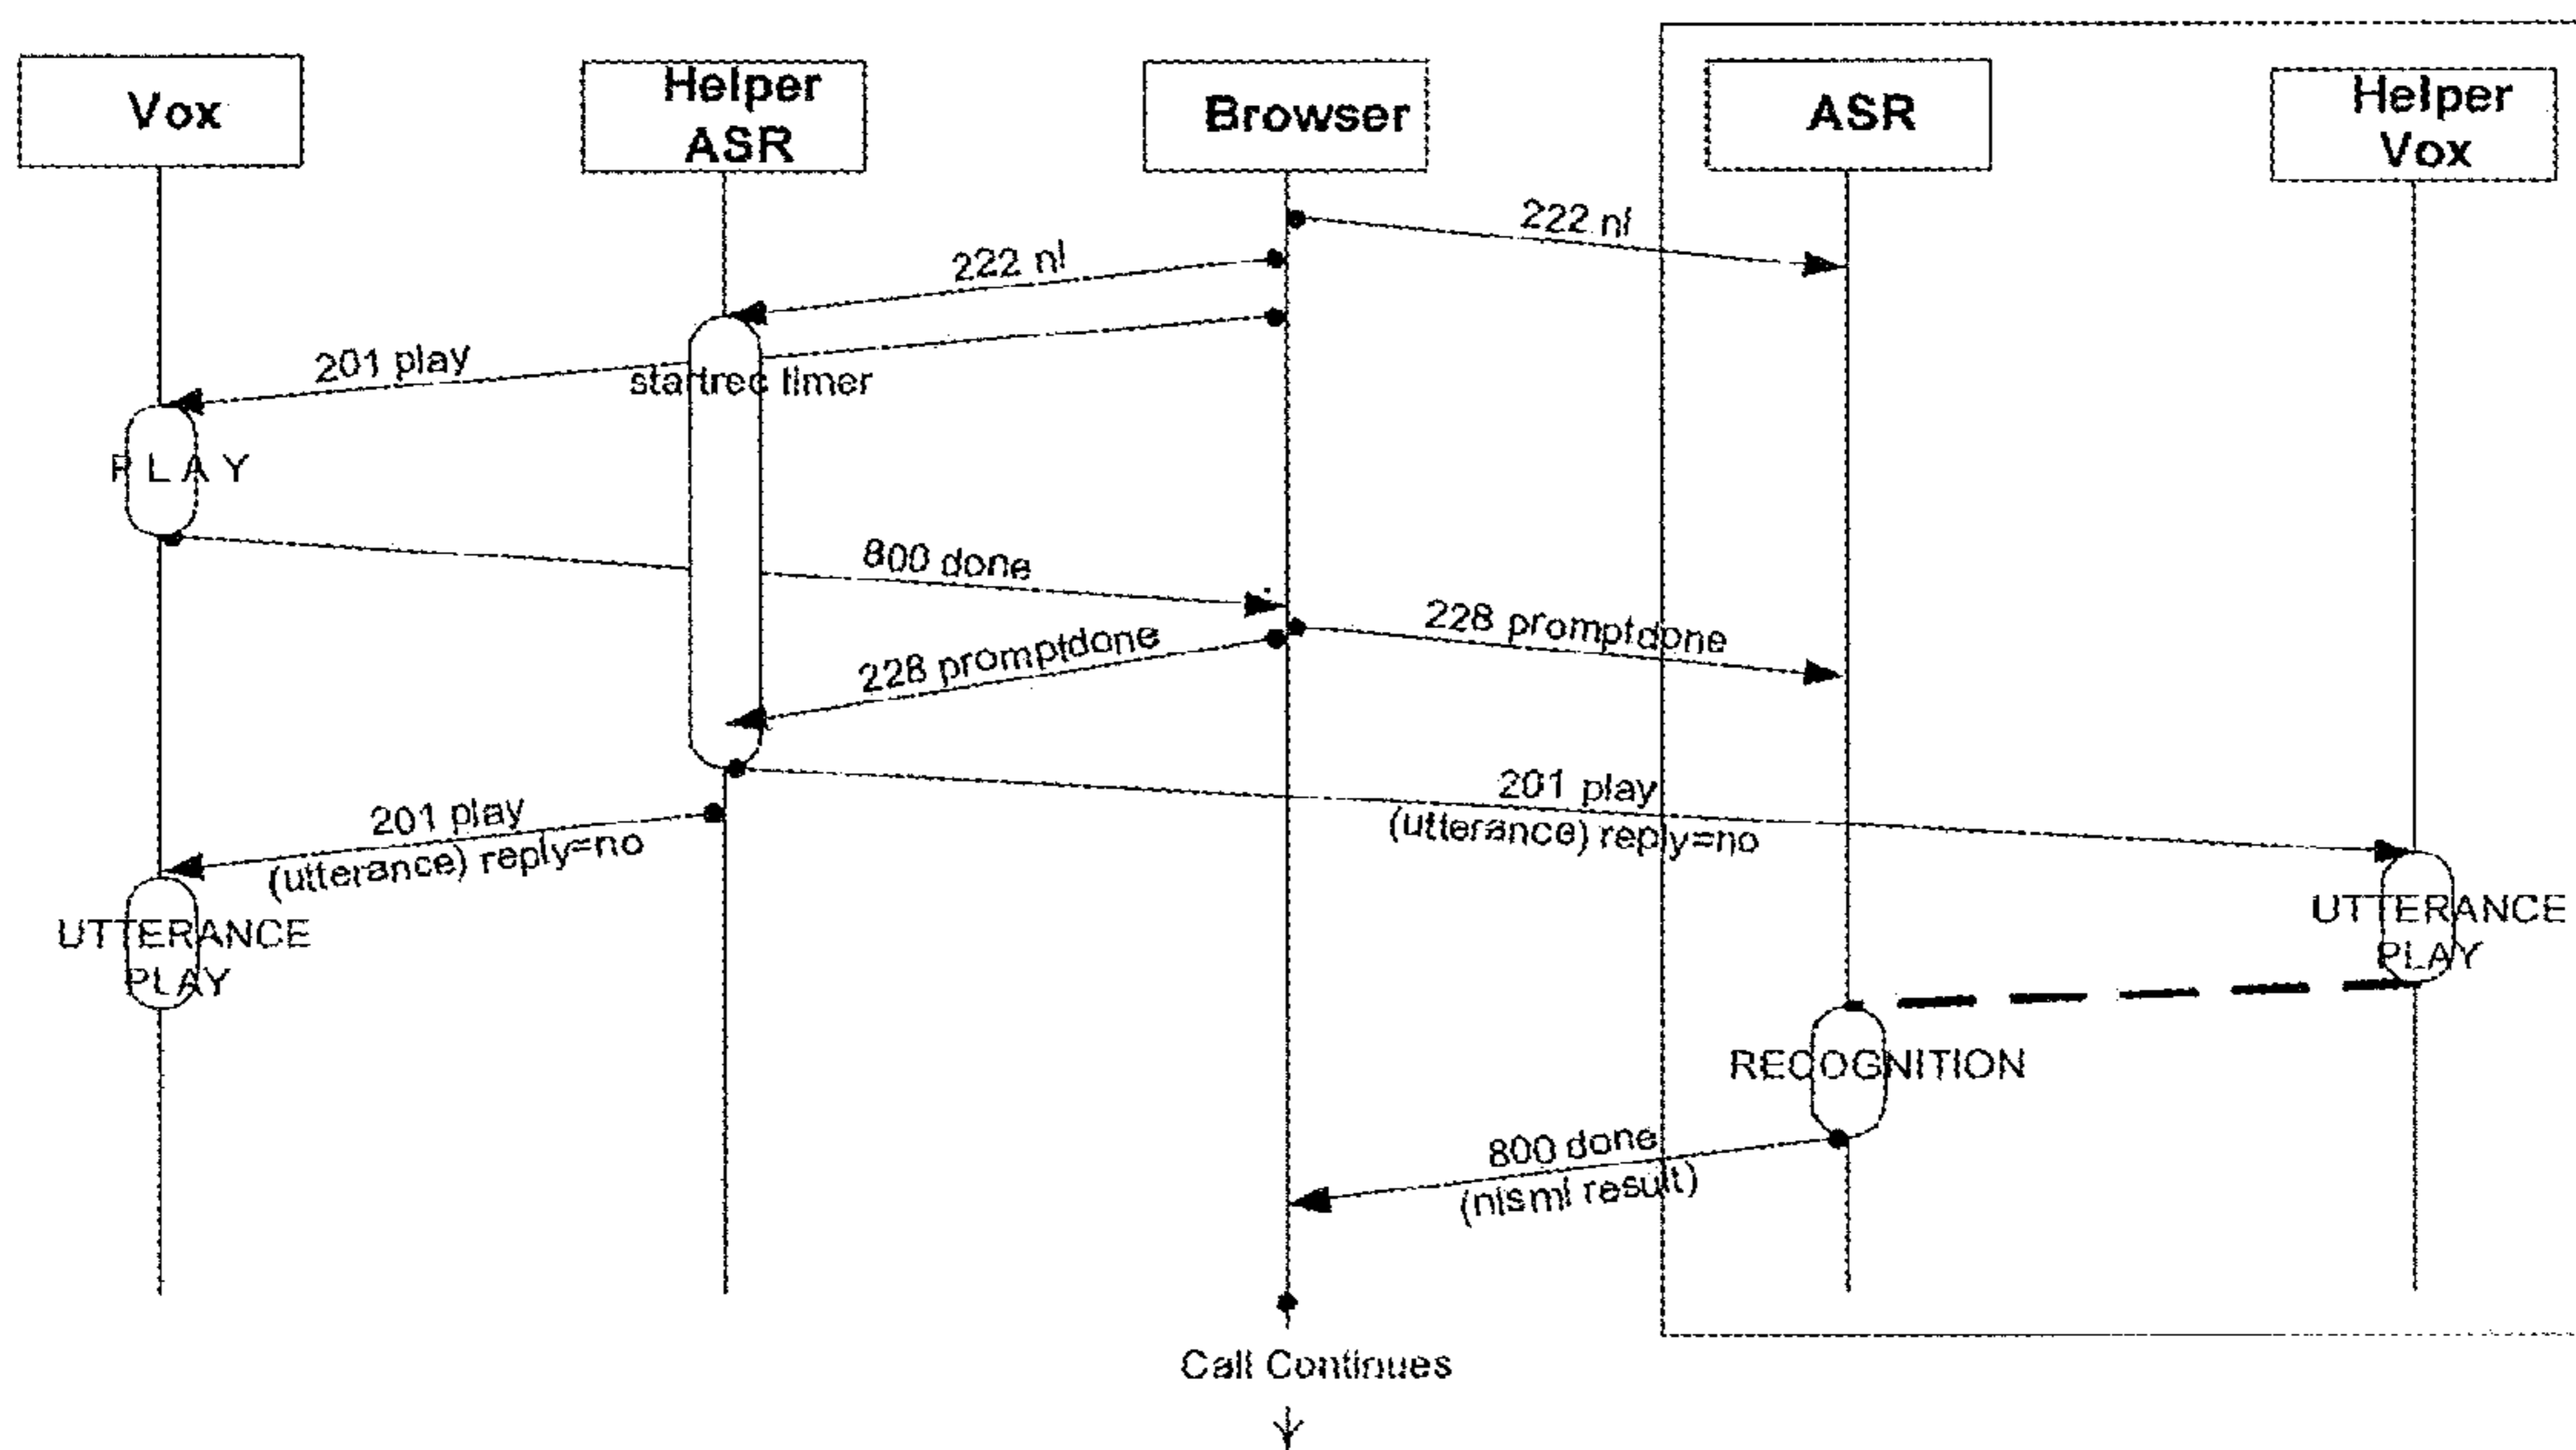 Vox
Helper
ASR
Browser
ASR
Helper
Vox
222 nl
222 nl
201 play
startrec timer
PLAY
800 done
228 promptdone
228 promptdone
201 play
(utterance) reply=no
201 play
(utterance) reply=no
UTTERANCE
PLAY
UTTERANCE
PLAY
RECOGNITION
800 done
(nlsml result)
Call Continues